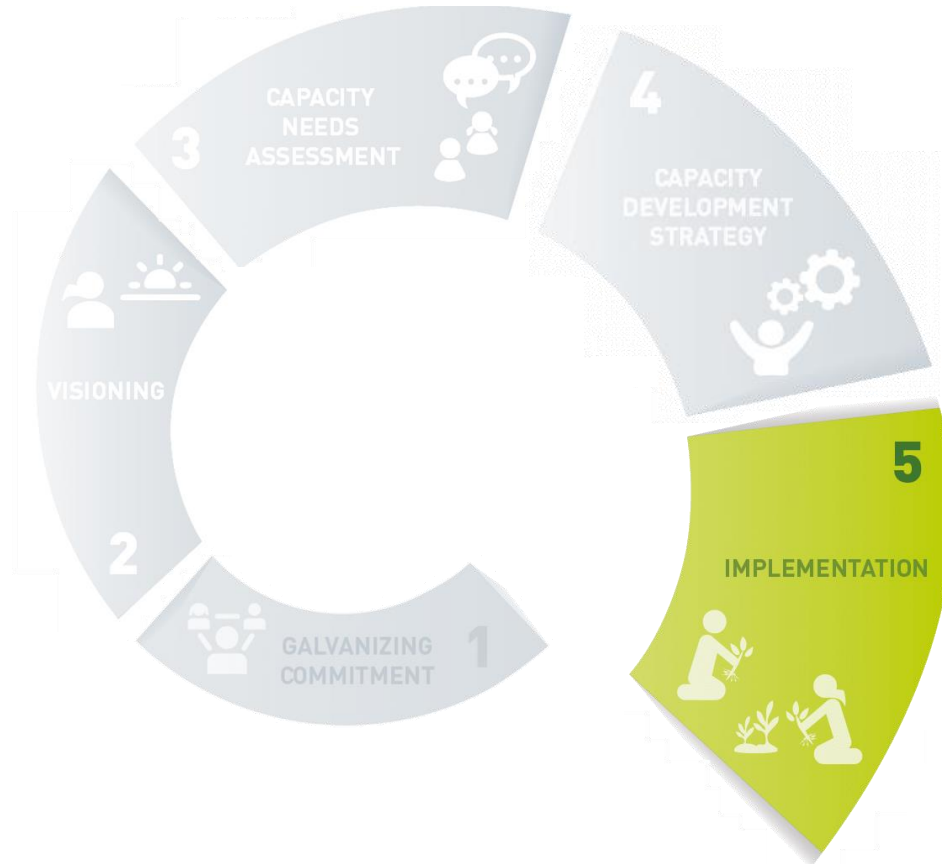 3
CAPACITY
NEEDS
ASSESSMENT
4
CAPACITY
DEVELOPMENT
STRATEGY
VISIONING
2
5
IMPLEMENTATION
GALVANIZING
COMMITMENT
1